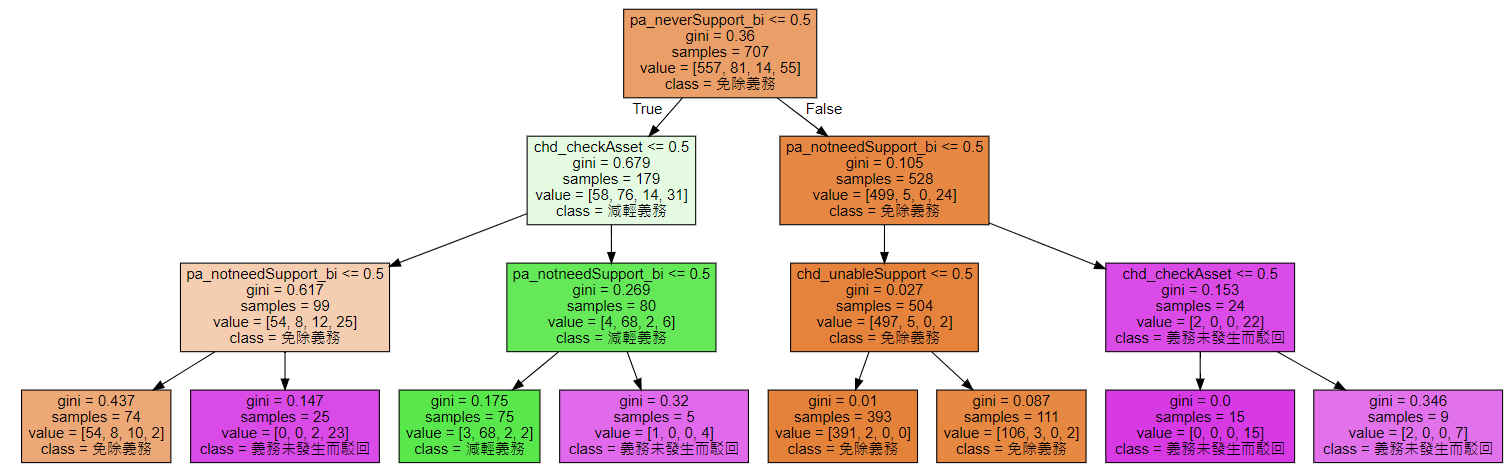 pa_neverSupport_bi <= 0.5
gini = 0.36
samples = 707
value = [557, 81, 14, 55]
class = 免除義務
True
False
chd_checkAsset <= 0.5
gini = 0.679
samples = 179
value = [58, 76, 14, 31]
class = 減輕義務
pa_notneedSupport_bi <= 0.5
gini = 0.105
samples = 528
value = [499, 5, 0, 24]
class = 免除義務
pa_notneedSupport_bi <= 0.5
gini = 0.617
samples = 99
value = [54, 8, 12, 25]
class = 免除義務
pa_notneedSupport_bi <= 0.5
gini = 0.269
samples = 80
value = [4, 68, 2, 6]
class = 減輕義務
chd_unableSupport <= 0.5
gini = 0.027
samples = 504
value = [497, 5, 0, 2]
class = 免除義務
chd_checkAsset <= 0.5
gini = 0.153
samples = 24
value = [2, 0, 0, 22]
class = 義務未發生而駁回
gini = 0.437
samples = 74
value = [54, 8, 10, 2]
class = 免除義務
gini = 0.147
samples = 25
value = [0, 0, 2, 23]
class = 義務未發生而駁回
gini = 0.175
samples = 75
value = [3, 68, 2, 2]
class = 減輕義務
gini = 0.32
samples = 5
value = [1, 0, 0, 4]
class = 義務未發生而駁回
gini = 0.01
samples = 393
value = [391, 2, 0, 0]
class = 免除義務
gini = 0.087
samples = 111
value = [106, 3, 0, 2]
class = 免除義務
gini = 0.0
samples = 15
value = [0, 0, 0, 15]
class = 義務未發生而駁回
gini = 0.346
samples = 9
value = [2, 0, 0, 7]
class = 義務未發生而駁回